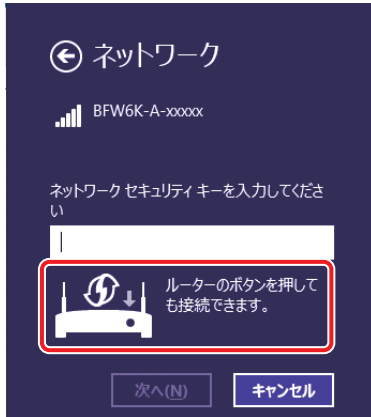 ネットワーク
BFW6K-A-xxxxx
ネットワーク セキュリティ キーを入力してくださ
い
ルーターのボタンを押して
も接続できます。
次へ(N)
キャンセル